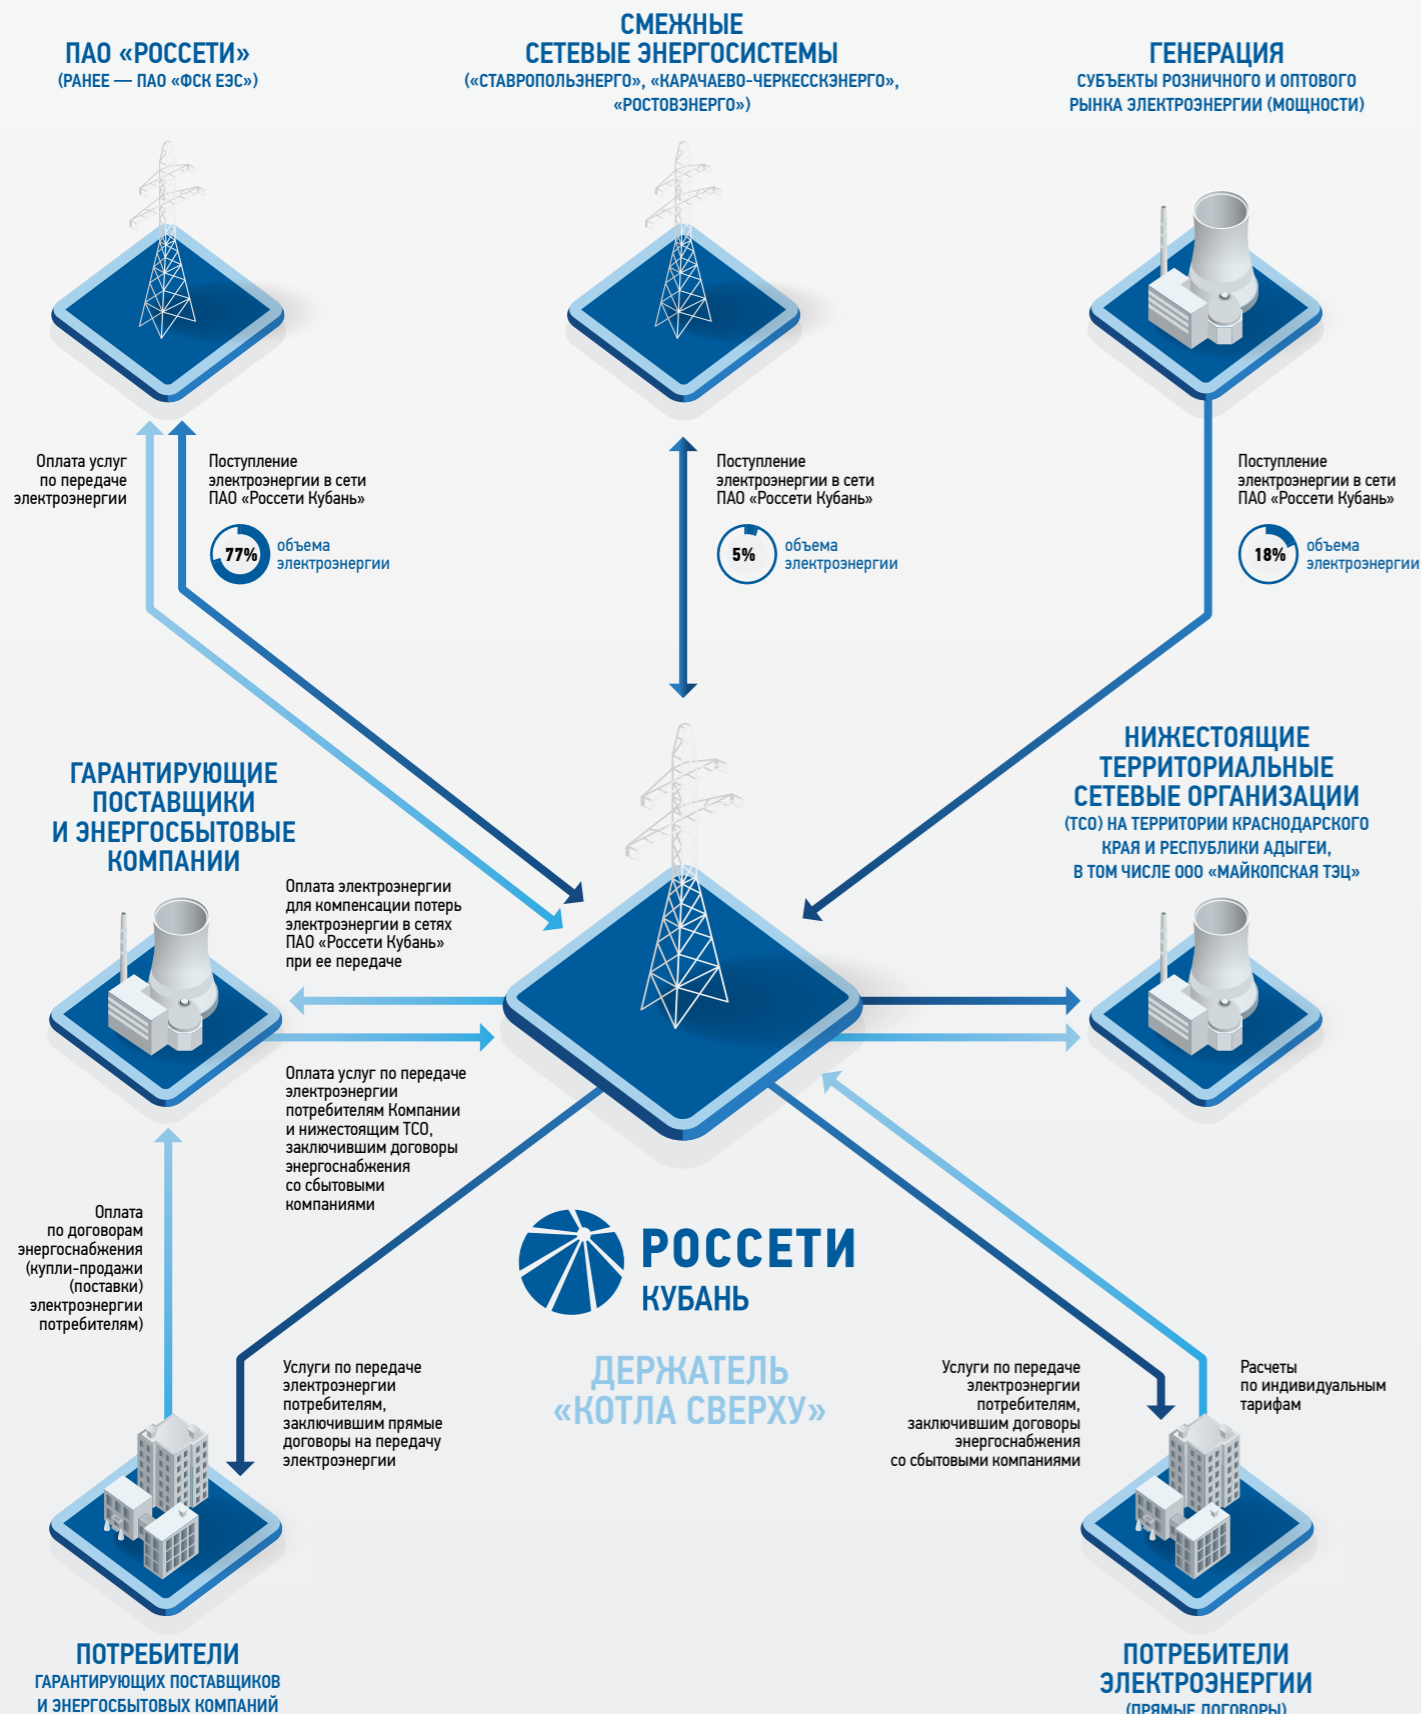 ПАО «РОССЕТИ»
(РАНЕЕ — ПАО «ФСК ЕЭС»)
СМЕЖНЫЕ
СЕТЕВЫЕ ЭНЕРГОСИСТЕМЫ
(«СТАВРОПОЛЬЭНЕРГО», «КАРАЧАЕВО-ЧЕРКЕССКЭНЕРГО»,
«РОСТОВЭНЕРГО»)
ГЕНЕРАЦИЯ
СУБЪЕКТЫ РОЗНИЧНОГО И ОПТОВОГО
РЫНКА ЭЛЕКТРОЭНЕРГИИ (МОЩНОСТИ)
Оплата услуг
по передаче
электроэнергии
Поступление
электроэнергии в сети
ПАО «Россети Кубань»
77%
объема
электроэнергии
Поступление
электроэнергии в сети
ПАО «Россети Кубань»
5%
объема
электроэнергии
Поступление
электроэнергии в сети
ПАО «Россети Кубань»
18%
объема
электроэнергии
ГАРАНТИРУЮЩИЕ
ПОСТАВЩИКИ
И ЭНЕРГОСБЫТОВЫЕ
КОМПАНИИ
НИЖЕСТОЯЩИЕ
ТЕРРИТОРИАЛЬНЫЕ
СЕТЕВЫЕ ОРГАНИЗАЦИИ
(ТСО) НА ТЕРРИТОРИИ КРАСНОДАРСКОГО
КРАЯ И РЕСПУБЛИКИ АДЫГЕИ,
В ТОМ ЧИСЛЕ ООО «МАЙКОПСКАЯ ТЭЦ»
Оплата электроэнергии
для компенсации потерь
электроэнергии в сетях
ПАО «Россети Кубань»
при ее передаче
Оплата услуг по передаче
электроэнергии
потребителям Компании
и нижестоящим ТСО,
заключившим договоры
энергоснабжения
со сбытовыми
компаниями
Оплата
по договорам
энергоснабжения
(купли-продажи
(поставки)
электроэнергии
потребителям)
РОССЕТИ
КУБАНЬ
ДЕРЖАТЕЛЬ
«КОТЛА СВЕРХУ»
Услуги по передаче
электроэнергии
потребителям,
заключившим прямые
договоры на передачу
электроэнергии
Услуги по передаче
электроэнергии
потребителям,
заключившим договоры
энергоснабжения
со сбытовыми компаниями
Расчеты
по индивидуальным
тарифам
ПОТРЕБИТЕЛИ
ГАРАНТИРУЮЩИХ ПОСТАВЩИКОВ
И ЭНЕРГОСБЫТОВЫХ КОМПАНИЙ
ПОТРЕБИТЕЛИ
ЭЛЕКТРОЭНЕРГИИ
(ПРЯМЫЕ ДОГОВОРЫ)